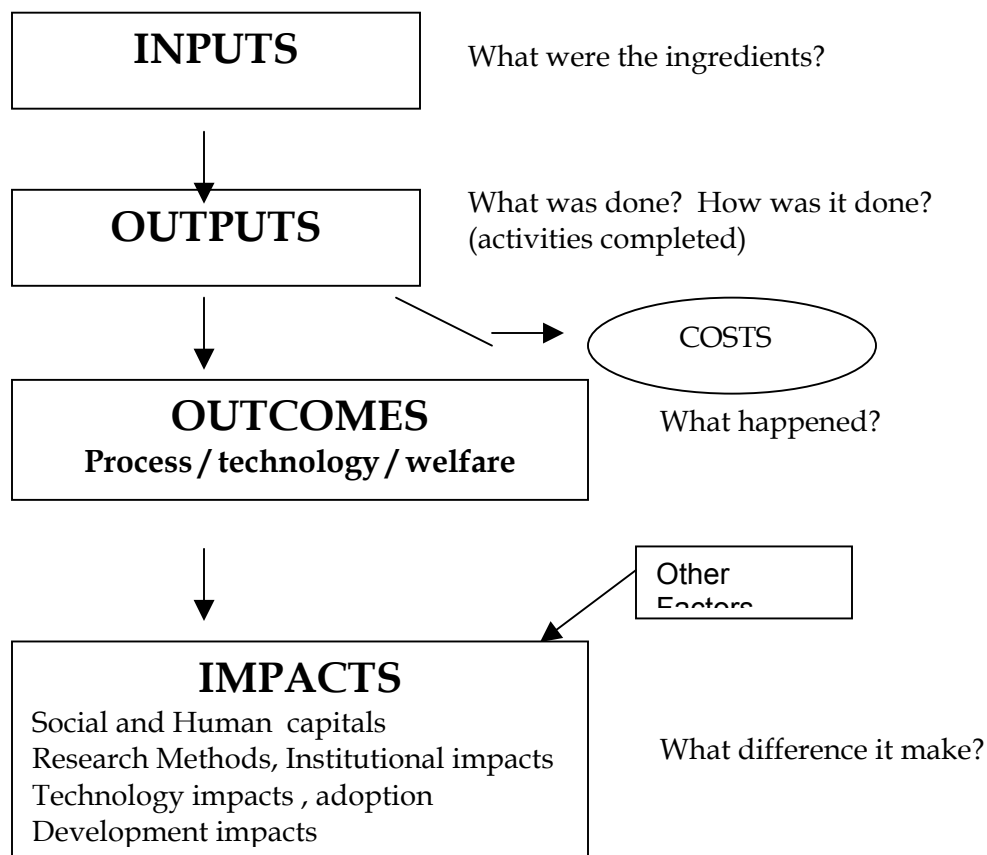 INPUTS
What were the ingredients?
OUTPUTS
What was done?  How was it done?
(activities completed)
COSTS
OUTCOMES
Process / technology / welfare
What happened?
Other
Factors
IMPACTS
Social and Human  capitals
Research Methods, Institutional impacts
Technology impacts , adoption
Development impacts
What difference it make?